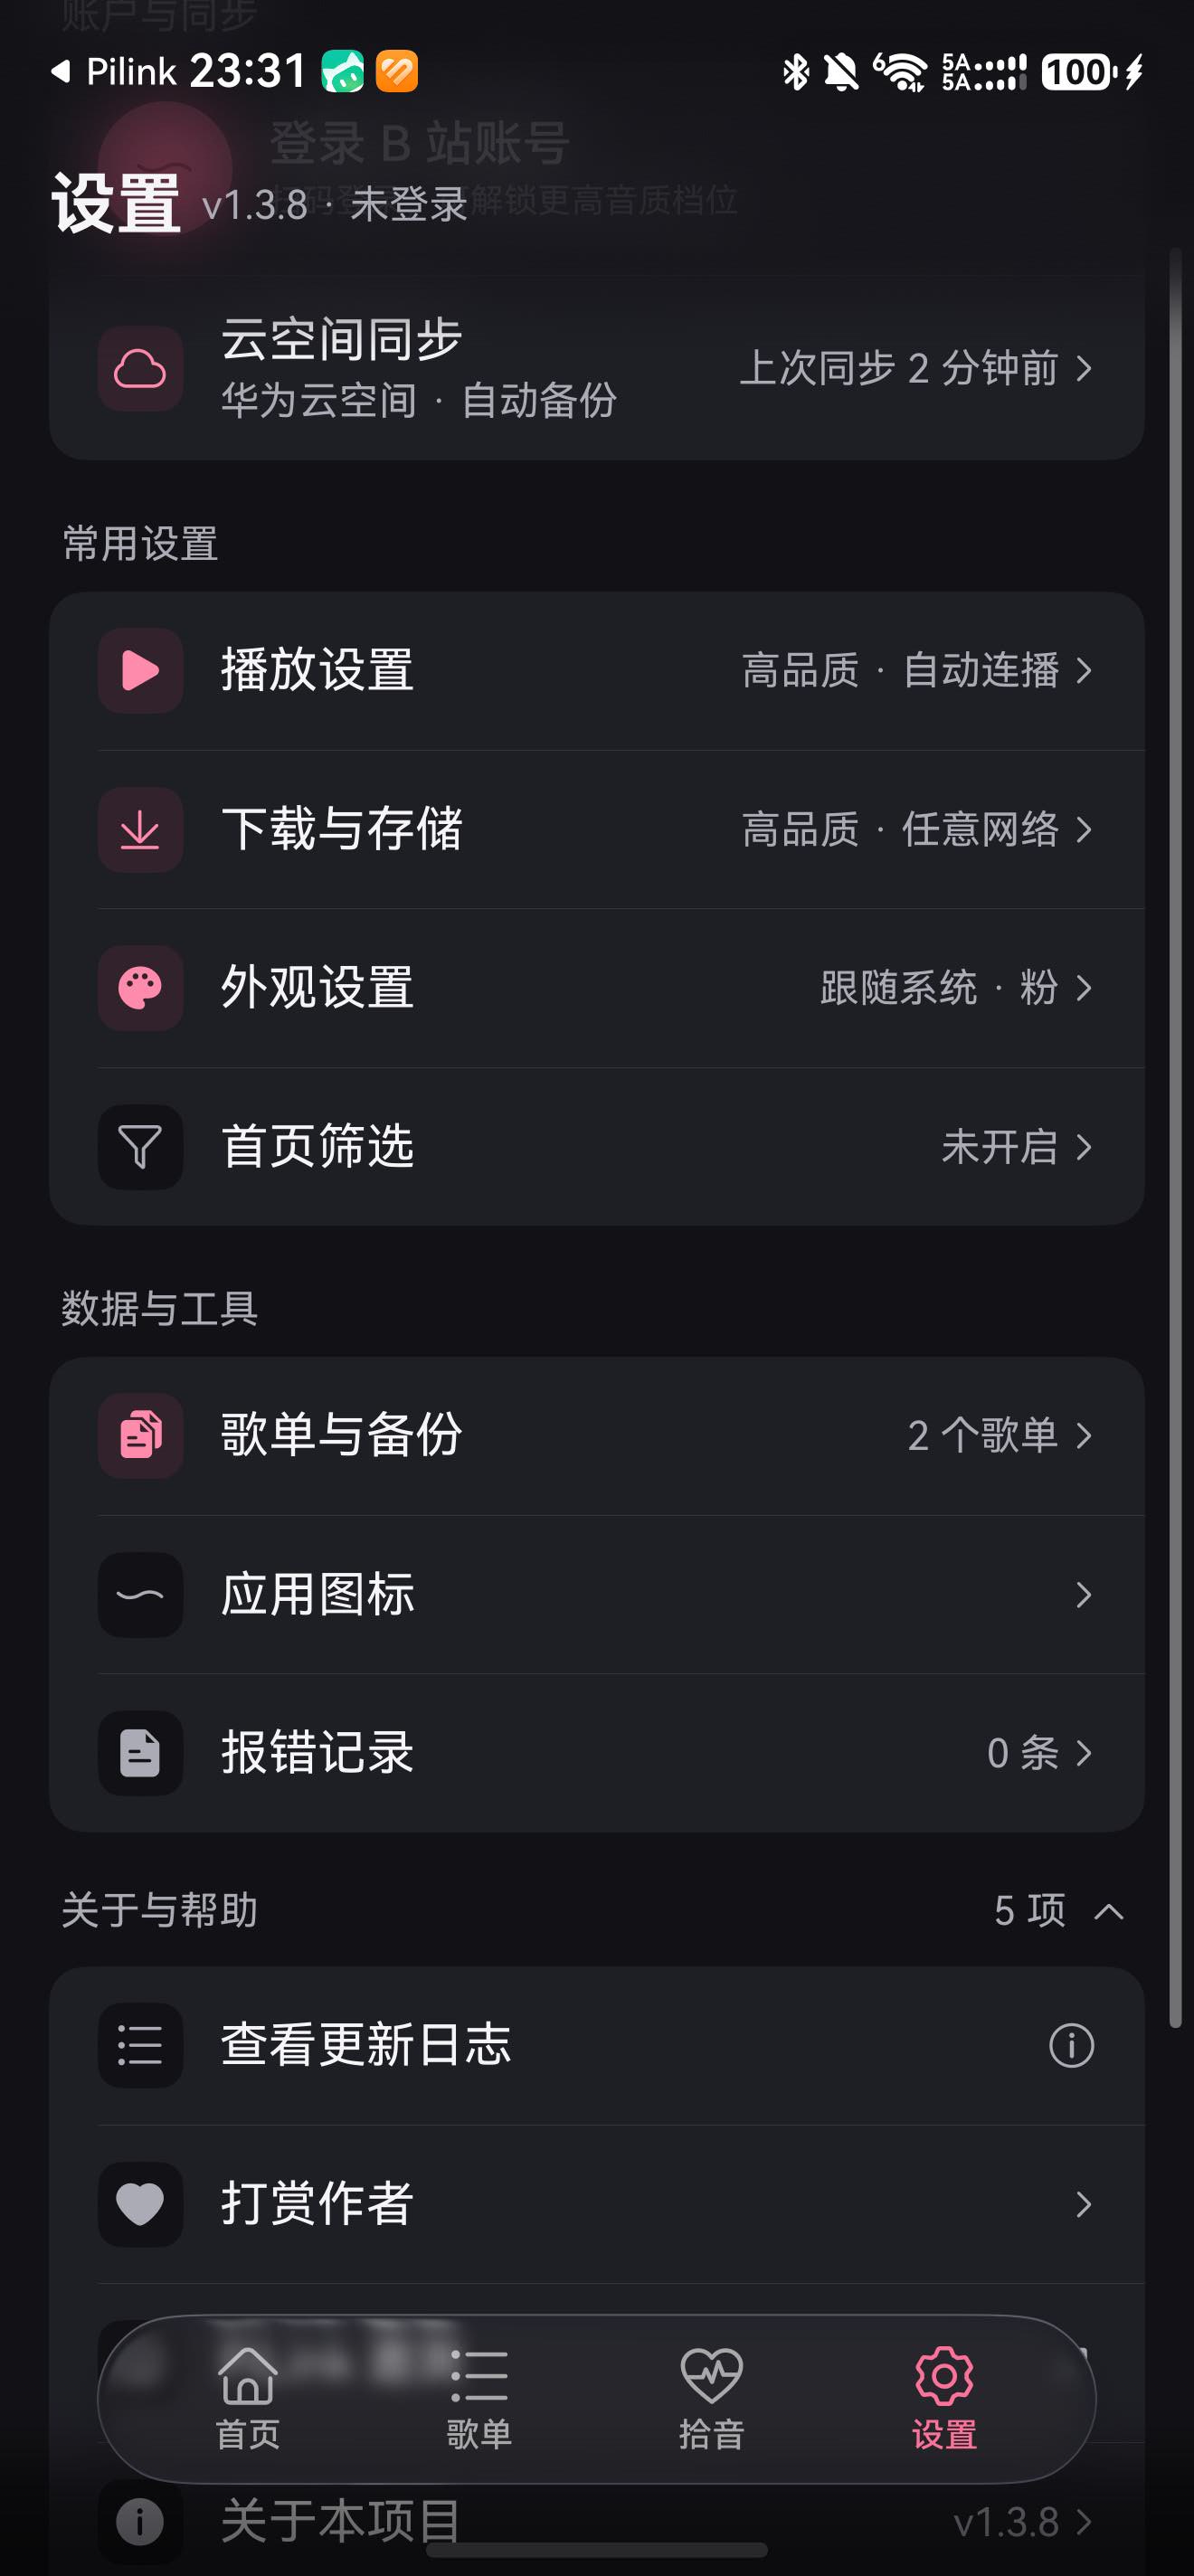 账户与同步
Pilink 23:31
6 5A 5A 100
登录 B 站账号
解锁更高音质档位
设置 v1.3.8 · 未登录
云空间同步
华为云空间 · 自动备份
上次同步 2 分钟前
常用设置
播放设置 高品质 · 自动连播
下载与存储 高品质 · 任意网络
外观设置 跟随系统 · 粉
首页筛选 未开启
数据与工具
歌单与备份 2 个歌单
应用图标
报错记录 0 条
关于与帮助 5 项
查看更新日志
打赏作者
首页 歌单 拾音 设置
关于本项目 v1.3.8